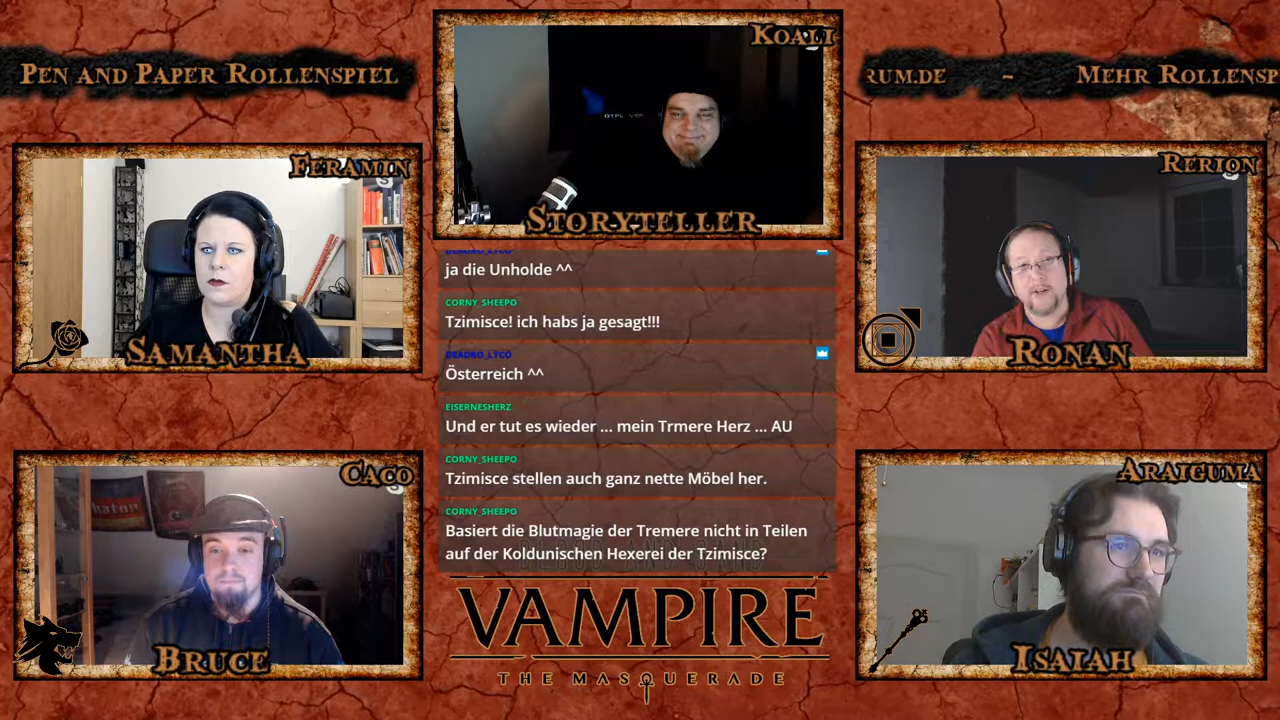 KOALI
PEN AND PAPER ROLLENSPIEL
RUM.DE - MEHR ROLLENSP
FERAMIN
RERION
STORYTELLER
SAMANTHA
RONAN
DEADRO_LYCO
ja die Unholde ^^
CORNY_SHEEPO
Tzimisce! ich habs ja gesagt!!!
DEADRO_LYCO
Österreich ^^
EISERNESHERZ
Und er tut es wieder ... mein Trmere Herz ... AU
CORNY_SHEEPO
Tzimisce stellen auch ganz nette Möbel her.
CORNY_SHEEPO
Basiert die Blutmagie der Tremere nicht in Teilen
auf der Koldunischen Hexerei der Tzimisce?
CACO
ARAIGUMA
BRUCE
ISAIAH
VAMPIRE
THE MASQUERADE